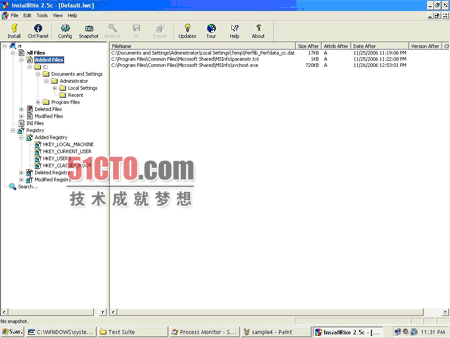 InstallRite 2.5c - [Default.iwc]
File Edit Tools View Help
Install Ctrl Panel Config Snapshot Analyze Kit Export Updates Tour Help About
FileName Size After Attrib After Date After Version After
All Files
Added Files
C:
Documents and Settings
Administrator
Local Settings
Recent
Program Files
Deleted Files
Modified Files
INI Files
Registry
Added Registry
HKEY_LOCAL_MACHINE
HKEY_CURRENT_USER
HKEY_USERS
Deleted Registry
Modified Registry
Search...
C:\Documents and Settings\Administrator\Local Settings\Temp\Perflib_Perfdata_cc.dat 17KB A 11/25/2006 11:19:06 PM
C:\Program Files\Common Files\Microsoft Shared\MSInfo\paramstr.txt 1KB A 11/25/2006 11:22:08 PM
C:\Program Files\Common Files\Microsoft Shared\MSInfo\svchost.exe 720KB A 11/26/2006 12:53:01 PM
51CTO.com
技术成就梦想
No snapshot.
C:\WINDOWS\syste... Test Suite Process Monitor - S... sample4 - Paint InstallRite 2.5c - [... 11:31 PM